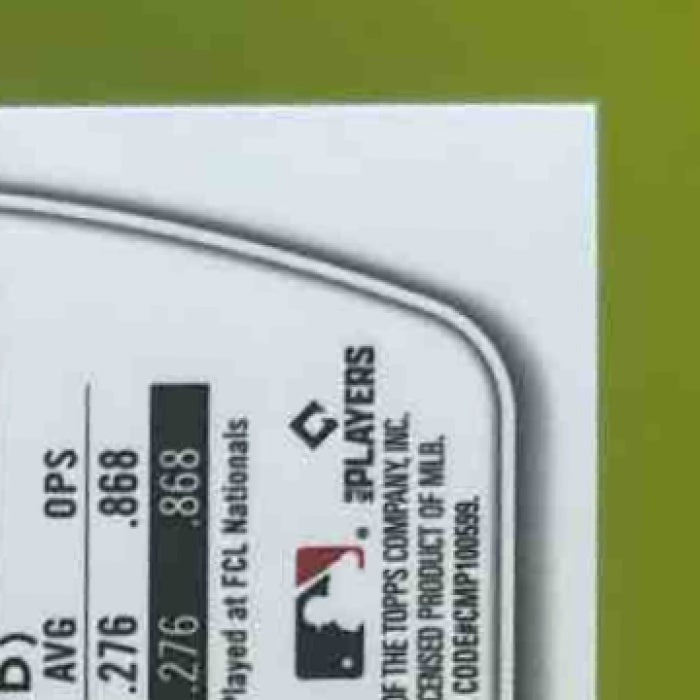 D)
AVG OPS
.276 .868
.276 .868
Played at FCL Nationals
MLB PLAYERS
OF THE TOPPS COMPANY, INC.
CENSED PRODUCT OF MLB.
CODE#CMP100599.